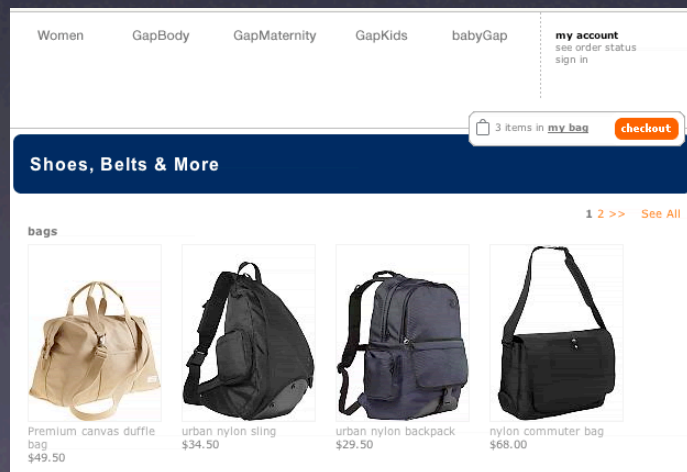 Women GapBody GapMaternity GapKids babyGap
my account
see order status
sign in
3 items in my bag checkout
Shoes, Belts & More
1 2 >> See All
bags
Premium canvas duffle bag
$49.50
urban nylon sling
$34.50
urban nylon backpack
$29.50
nylon commuter bag
$68.00